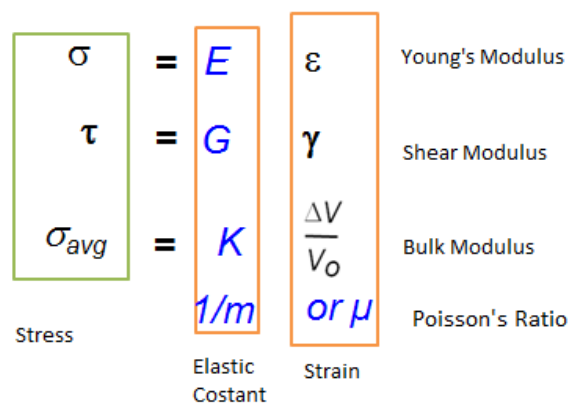 σ = E ε Young's Modulus
τ = G γ Shear Modulus
σavg = K ΔV/Vo Bulk Modulus
1/m or μ Poisson's Ratio
Stress
Elastic Costant
Strain